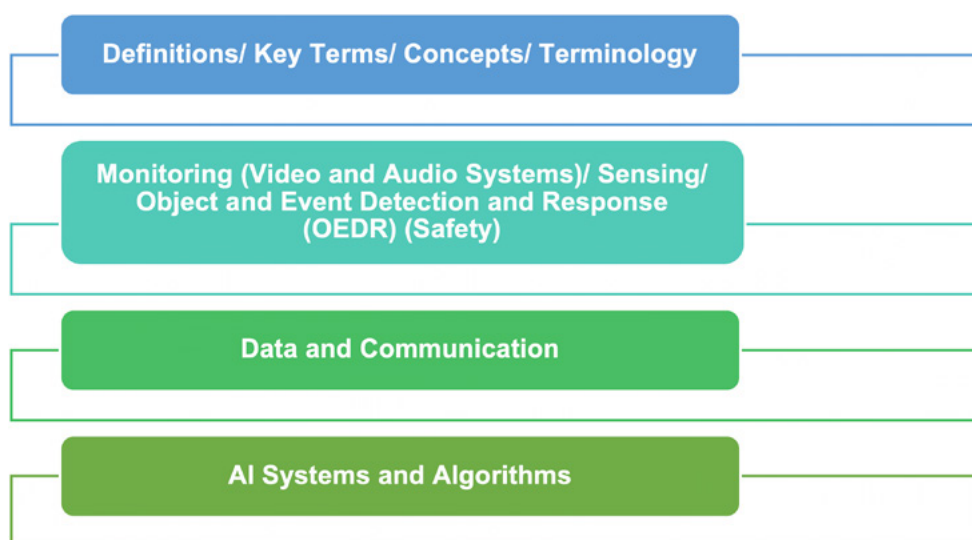 Definitions/ Key Terms/ Concepts/ Terminology
Monitoring (Video and Audio Systems)/ Sensing/
Object and Event Detection and Response
(OEDR) (Safety)
Data and Communication
AI Systems and Algorithms